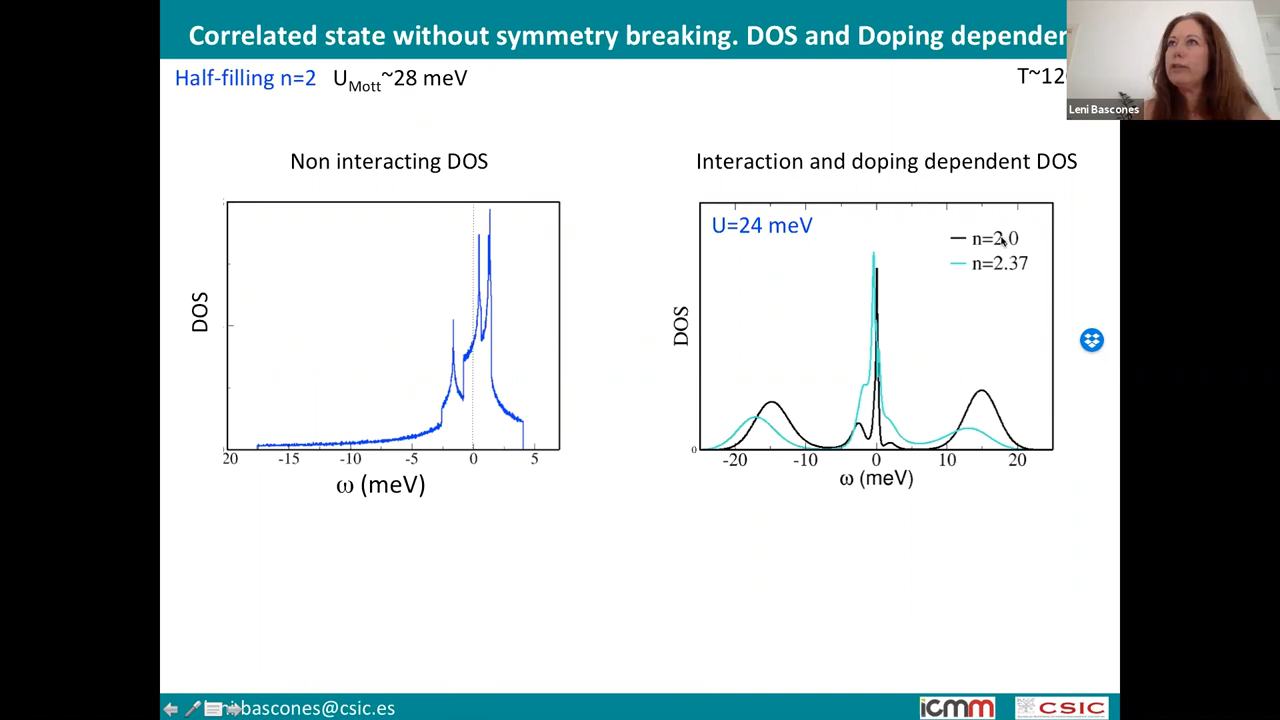 Correlated state without symmetry breaking. DOS and Doping
Half-filling n=2 U_Mott~28 meV
Leni Bascones
Non interacting DOS
Interaction and doping dependent DOS
DOS
20 -15 -10 -5 0 5
ω (meV)
U=24 meV
n=2.0
n=2.37
DOS
0
-20 -10 0 10 20
ω (meV)
bascones@csic.es
icmm
CSIC